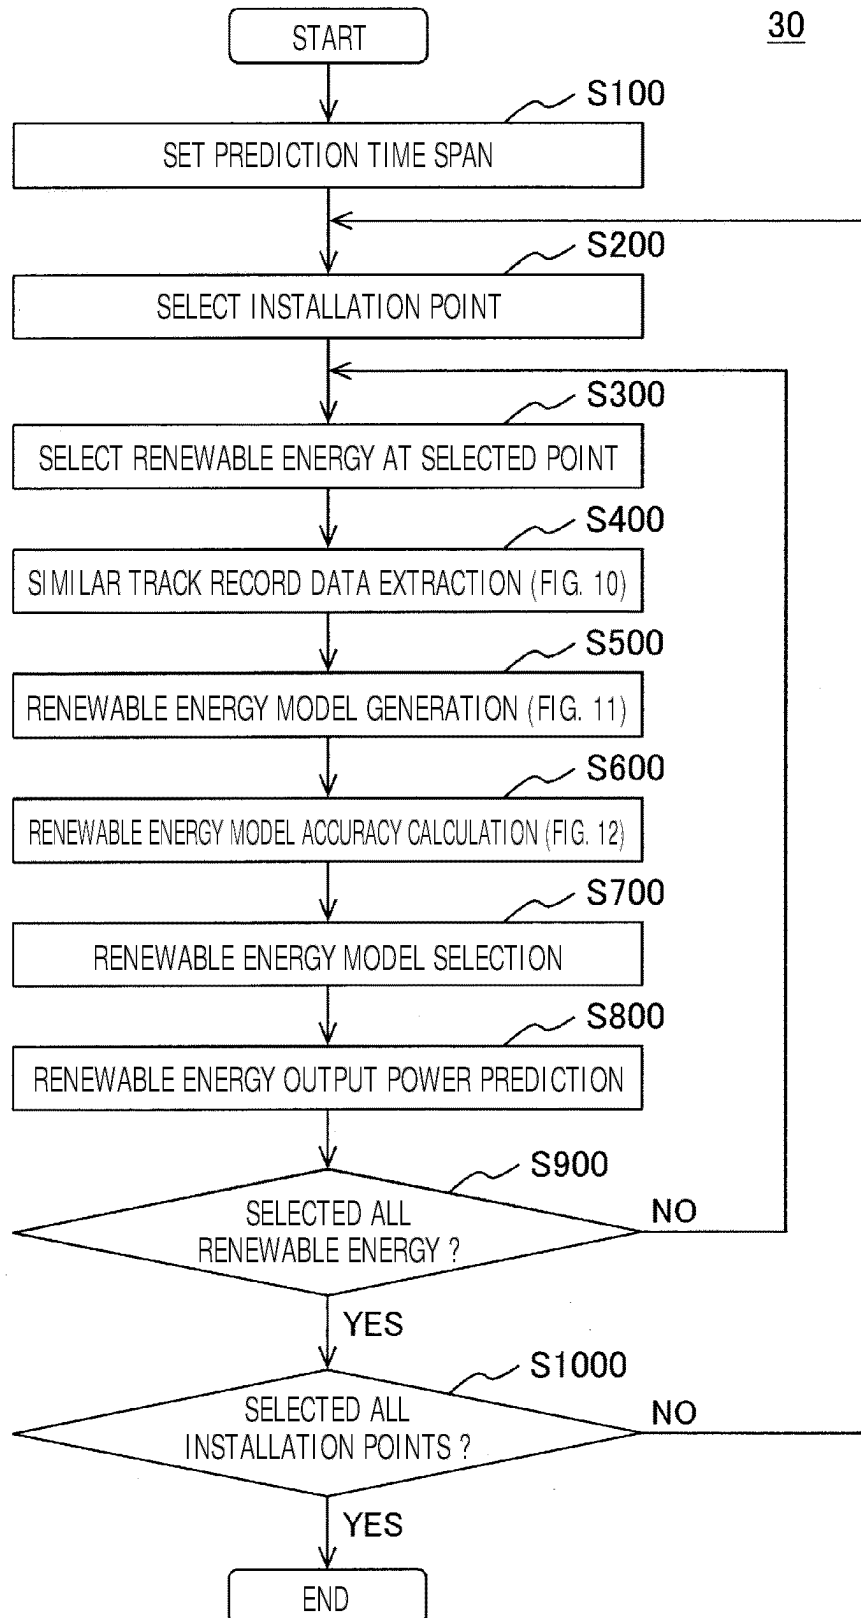 30
START
S100
SET PREDICTION TIME SPAN
S200
SELECT INSTALLATION POINT
S300
SELECT RENEWABLE ENERGY AT SELECTED POINT
S400
SIMILAR TRACK RECORD DATA EXTRACTION (FIG. 10)
S500
RENEWABLE ENERGY MODEL GENERATION (FIG. 11)
S600
RENEWABLE ENERGY MODEL ACCURACY CALCULATION (FIG. 12)
S700
RENEWABLE ENERGY MODEL SELECTION
S800
RENEWABLE ENERGY OUTPUT POWER PREDICTION
S900
SELECTED ALL
RENEWABLE ENERGY ?
NO
YES
S1000
SELECTED ALL
INSTALLATION POINTS ?
NO
YES
END